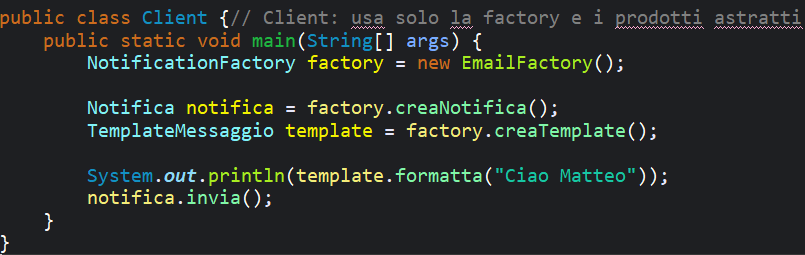 public class Client {// Client: usa solo la factory e i prodotti astratti
public static void main(String[] args) {
NotificationFactory factory = new EmailFactory();
Notifica notifica = factory.creaNotifica();
TemplateMessaggio template = factory.creaTemplate();
System.out.println(template.formatta("Ciao Matteo"));
notifica.invia();
}
}